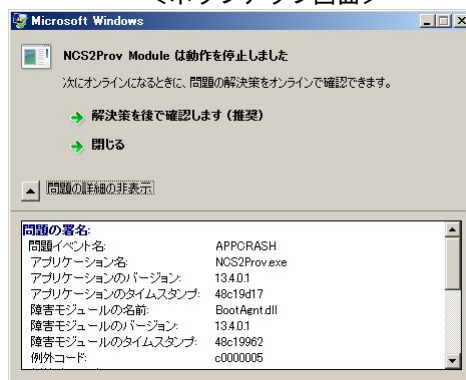 ＜ポップアップ画面＞
Microsoft Windows
NCS2Prov Module は動作を停止しました
次にオンラインになるときに、問題の解決策をオンラインで確認できます。
解決策を後で確認します (推奨)
閉じる
問題の詳細の非表示
問題の署名:
問題イベント名: APPCRASH
アプリケーション名: NCS2Prov.exe
アプリケーションのバージョン: 13.4.0.1
アプリケーションのタイムスタンプ: 48c19d17
障害モジュールの名前: BootAgnt.dll
障害モジュールのバージョン: 13.4.0.1
障害モジュールのタイムスタンプ: 48c19962
例外コード: c0000005